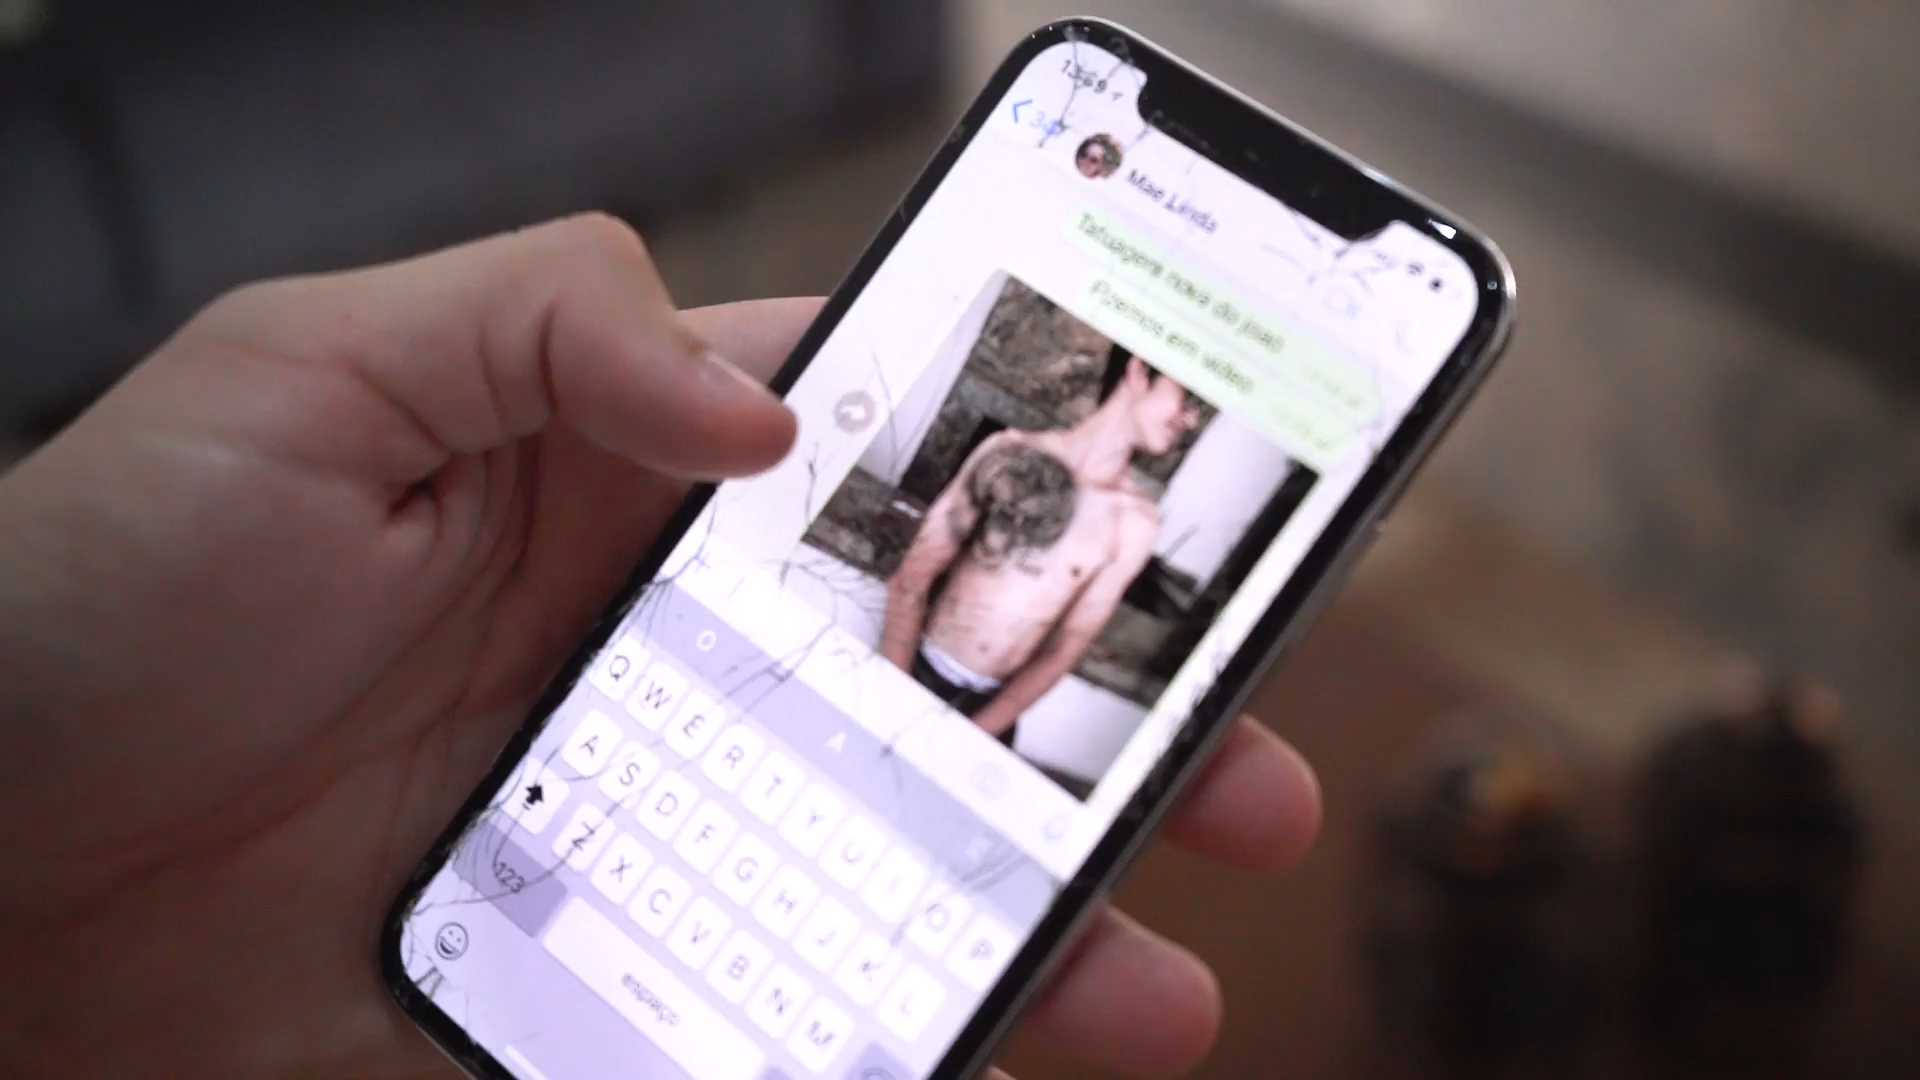 Mae Linda
Tatuagem nova do joao
Fizemos em video
Q W E R T Y U I O P
A S D F G H J K L
Z X C V B N M
123
espaço